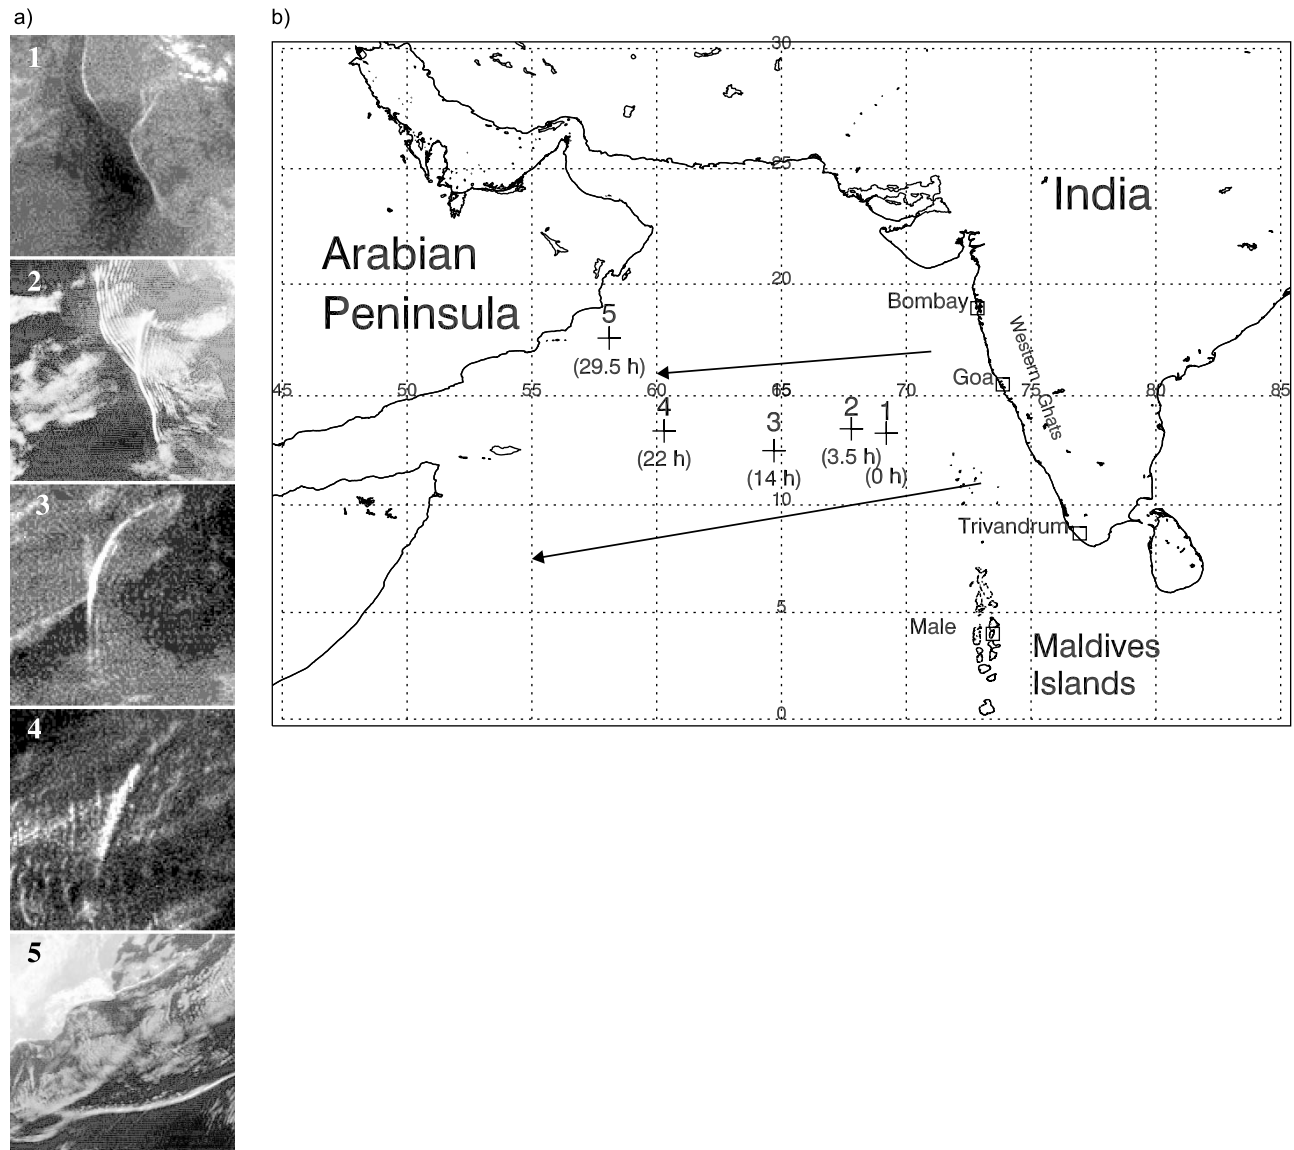 a)
b)
1
2
3
4
5
30
25
20
45
50
55
60
65
15
70
75
80
85
10
5
0
India
Arabian
Peninsula
Bombay
Goa
Western Ghats
Trivandrum
Male
Maldives
Islands
5
(29.5 h)
4
(22 h)
3
(14 h)
2
(3.5 h)
1
(0 h)